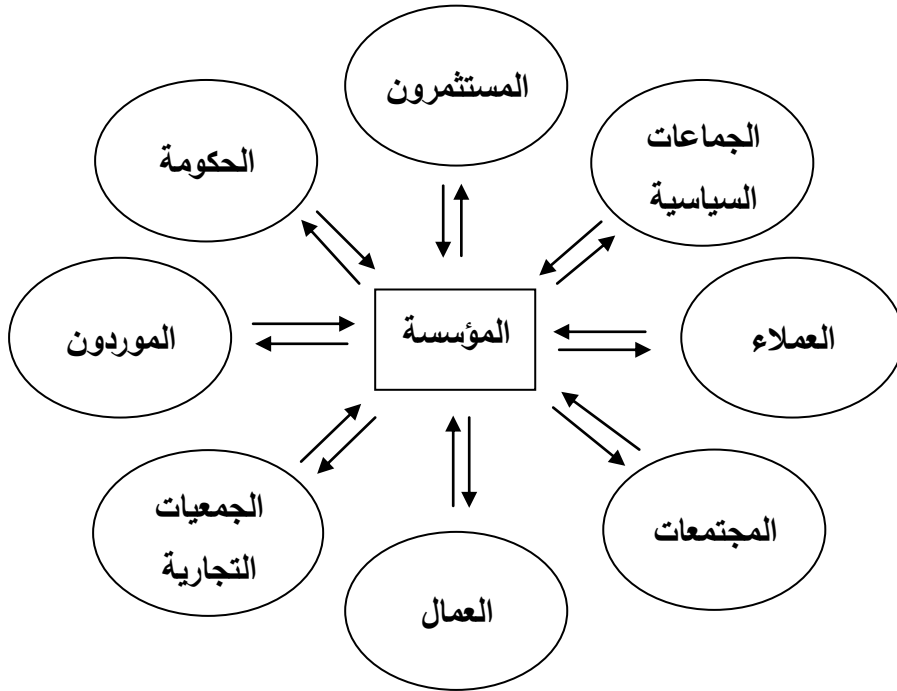 المستثمرون
الجماعات
السياسية
الحكومة
المؤسسة
العملاء
الموردون
المجتمعات
الجمعيات
التجارية
العمال